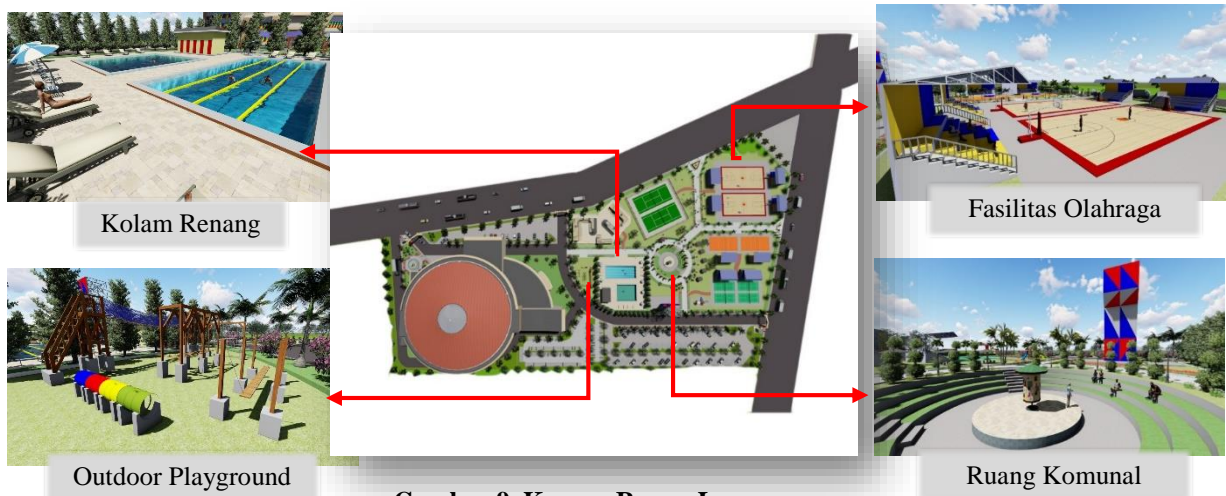 Kolam Renang
Fasilitas Olahraga
Outdoor Playground
Ruang Komunal